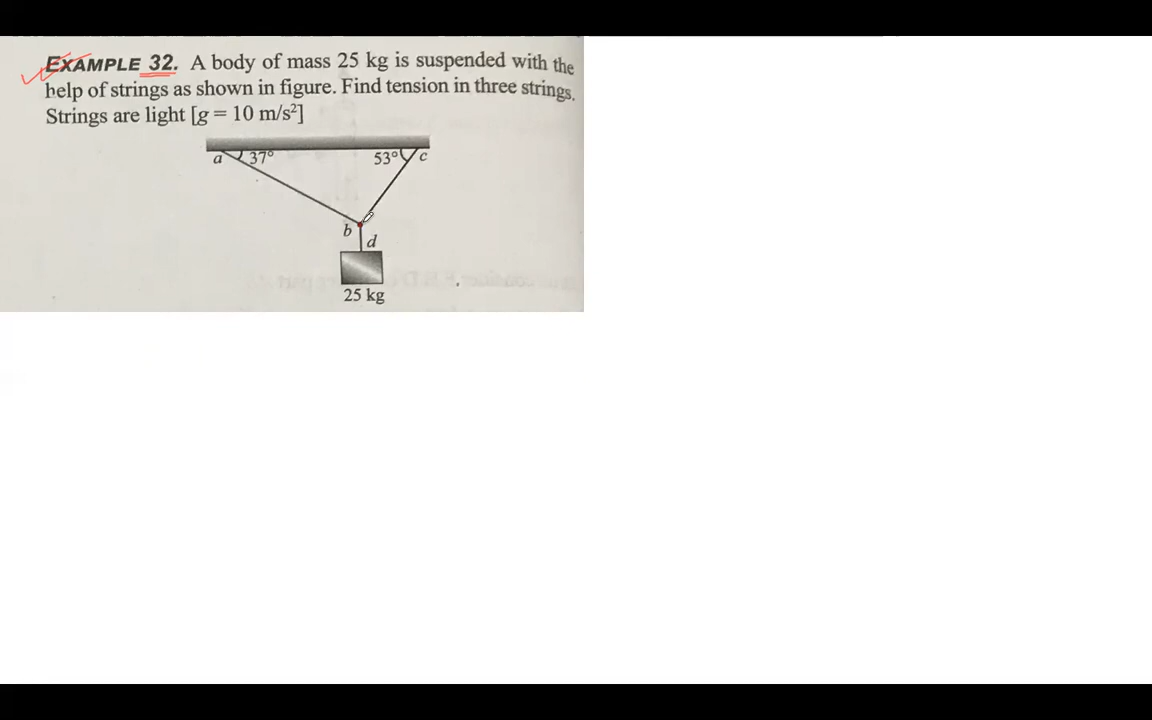 EXAMPLE 32. A body of mass 25 kg is suspended with the
help of strings as shown in figure. Find tension in three strings.
Strings are light [g = 10 m/s²]
a 37° 53° c
b
d
25 kg